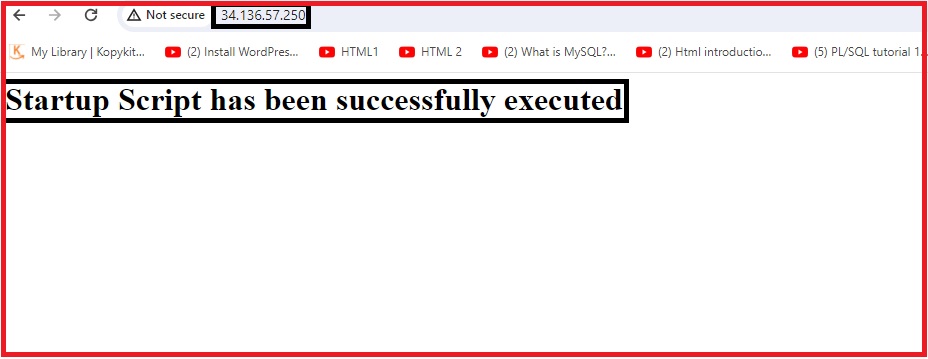 Not secure 34.136.57.250
My Library | Kopykit... (2) Install WordPres... HTML1 HTML 2 (2) What is MySQL?... (2) Html introductio... (5) PL/SQL tutorial 1...
Startup Script has been successfully executed